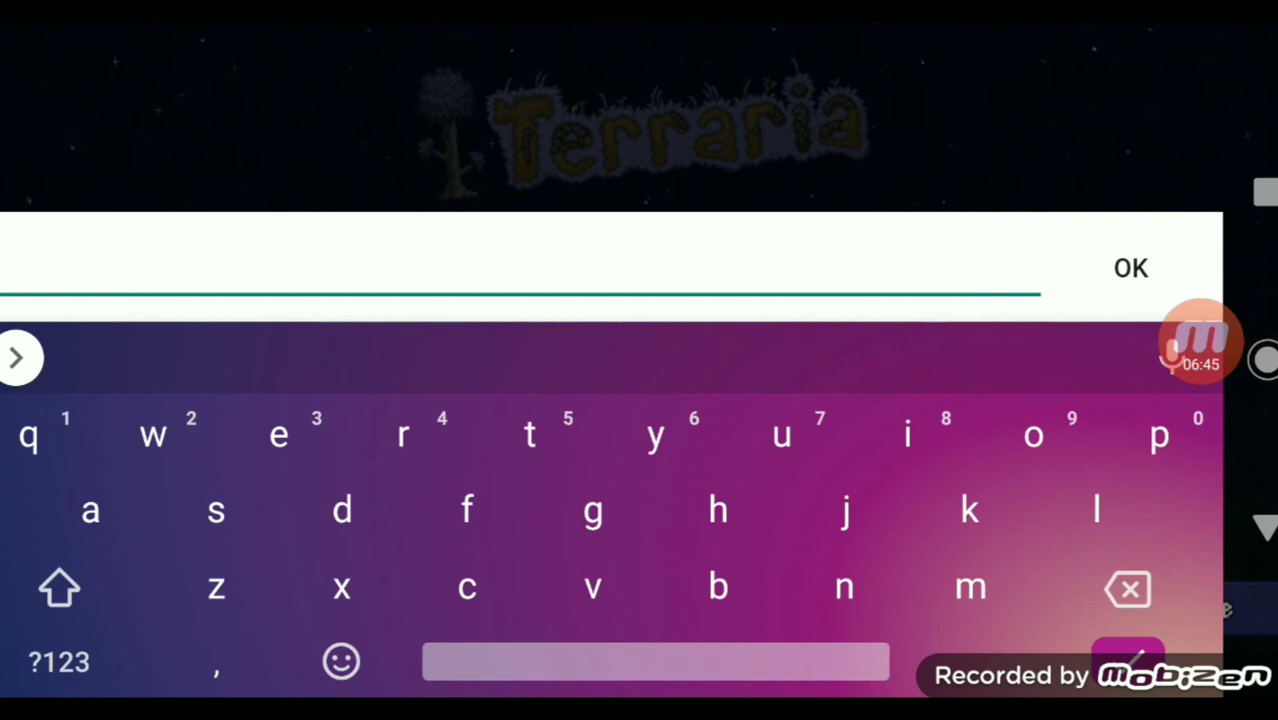 Terraria
OK
06:45
q 1 w 2 e 3 r 4 t 5 y 6 u 7 i 8 o 9 p 0
a s d f g h j k l
z x c v b n m
?123 ,
Recorded by mobizen